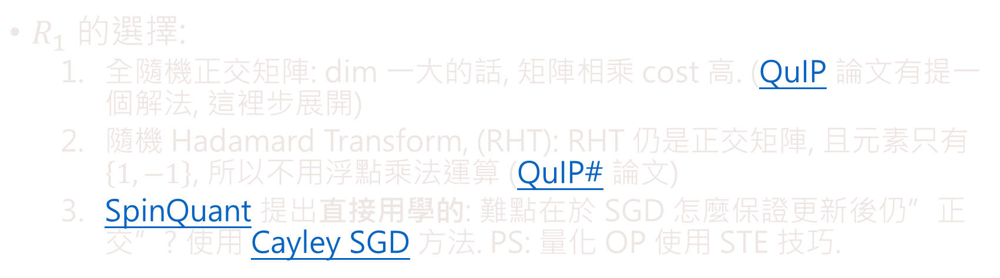 • R₁ 的選擇:
1. 全隨機正交矩陣: dim 一大的話, 矩陣相乘 cost 高. (QuIP 論文有提一
個解法, 這裡步展開)
2. 隨機 Hadamard Transform, (RHT): RHT 仍是正交矩陣, 且元素只有
{1, −1}, 所以不用浮點乘法運算 (QuIP# 論文)
3. SpinQuant 提出直接用學的: 難點在於 SGD 怎麼保證更新後仍”正
交”? 使用 Cayley SGD 方法. PS: 量化 OP 使用 STE 技巧.